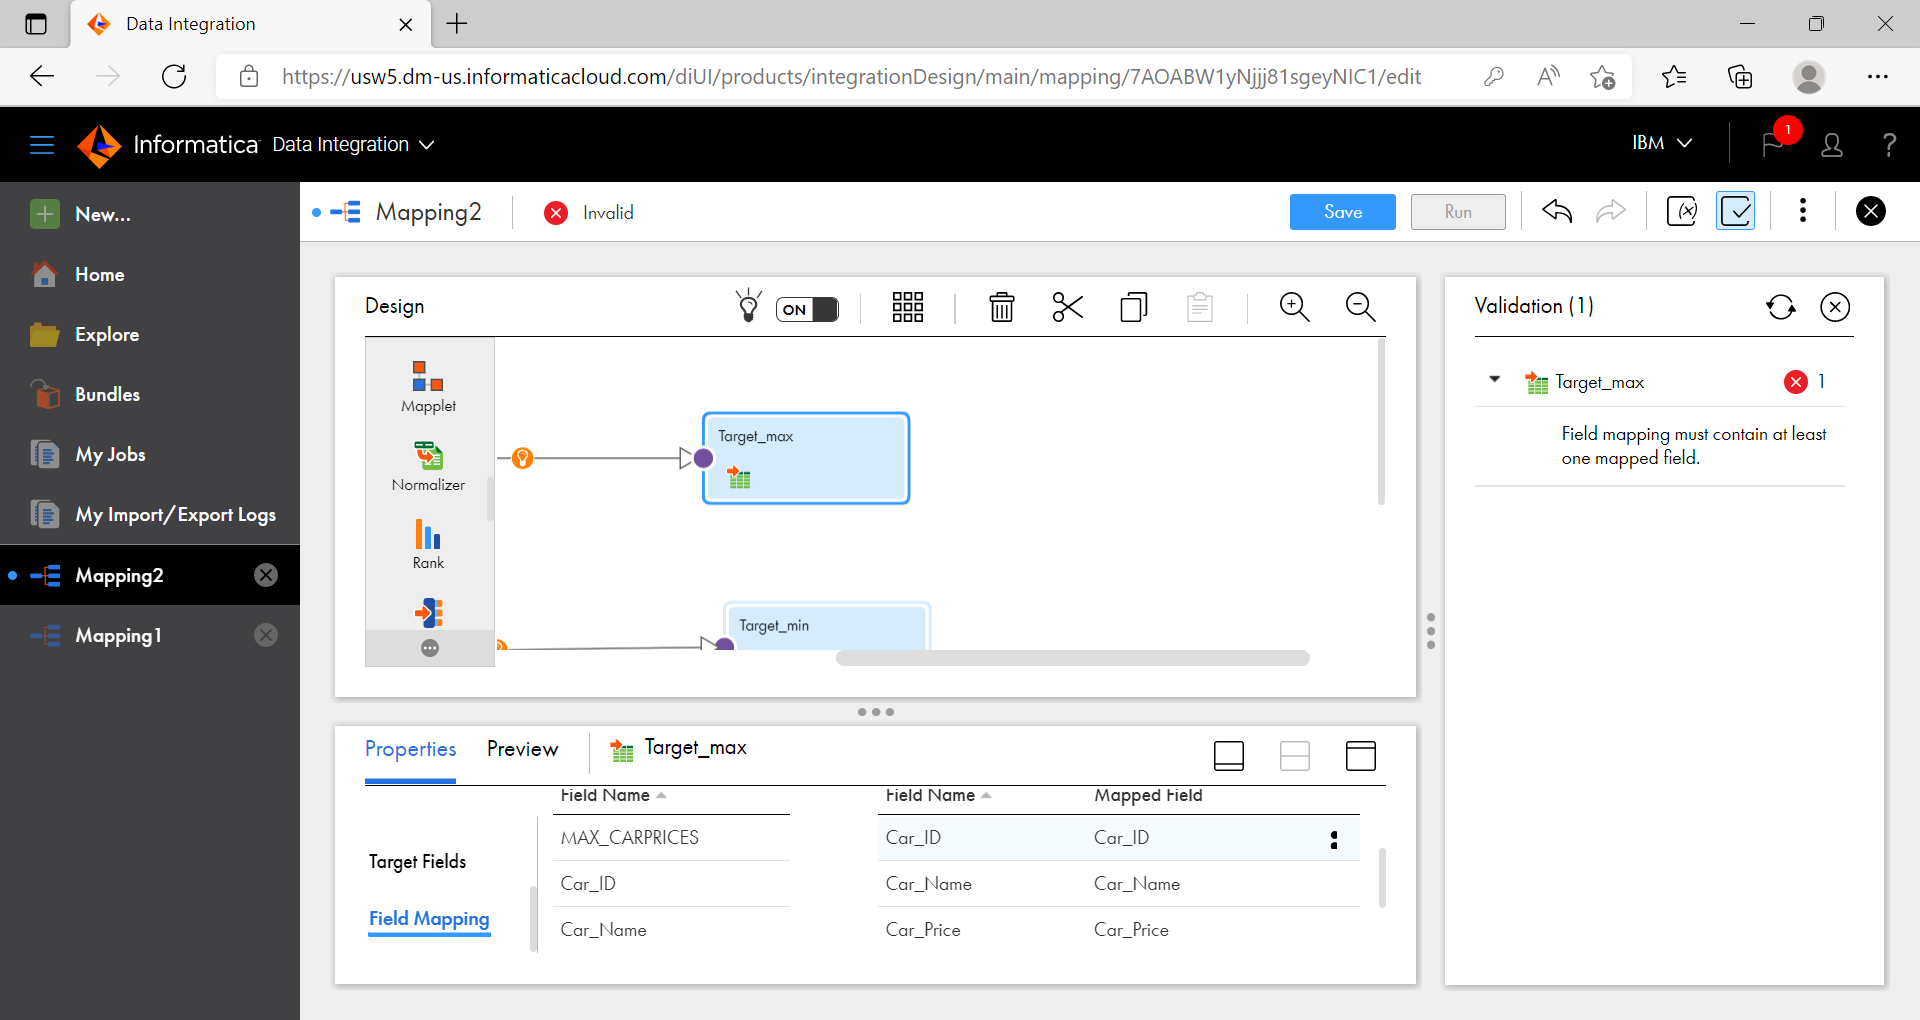 Data Integration
https://usw5.dm-us.informaticacloud.com/diUI/products/integrationDesign/main/mapping/7AOABW1yNjjj81sgeyNIC1/edit
Informatica Data Integration
IBM
1
?
New...
Home
Explore
Bundles
My Jobs
My Import/Export Logs
Mapping2
Mapping1
Mapping2
Invalid
Save
Run
Design
ON
Mapplet
Normalizer
Rank
Target_max
Target_min
Validation (1)
Target_max
1
Field mapping must contain at least
one mapped field.
Properties
Preview
Target_max
Target Fields
Field Mapping
Field Name
MAX_CARPRICES
Car_ID
Car_Name
Field Name Mapped Field
Car_ID Car_ID
Car_Name Car_Name
Car_Price Car_Price